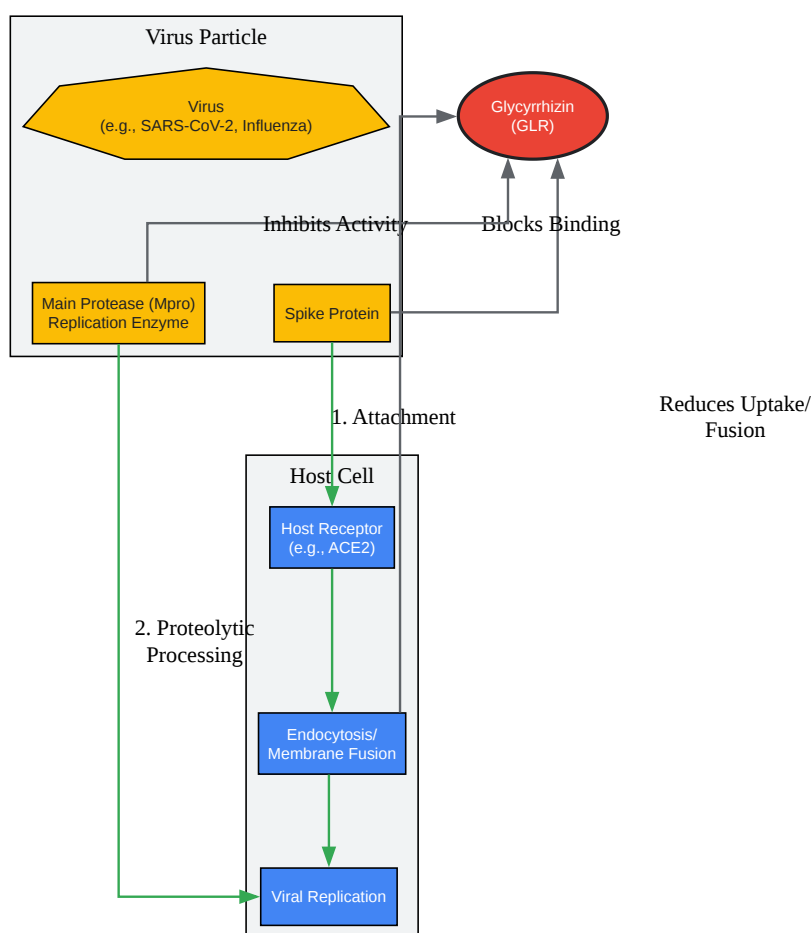 Virus Particle
Virus
(e.g., SARS-CoV-2, Influenza)
Glycyrrhizin
(GLR)
Inhibits Activity
Blocks Binding
Main Protease (Mpro)
Replication Enzyme
Spike Protein
1. Attachment
Reduces Uptake/
Fusion
Host Cell
Host Receptor
(e.g., ACE2)
2. Proteolytic
Processing
Endocytosis/
Membrane Fusion
Viral Replication